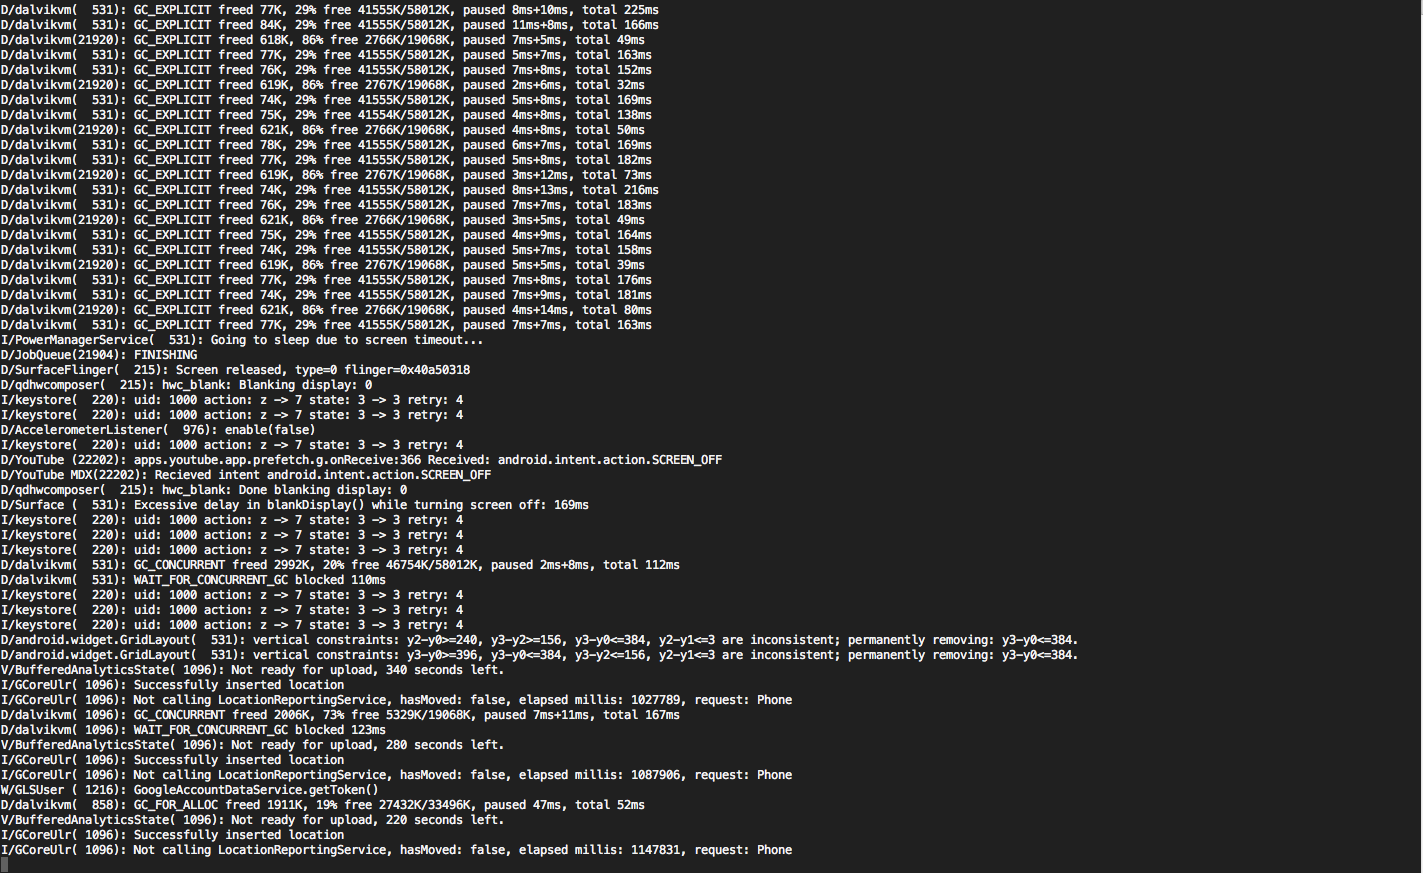 D/dalvikvm(  531): GC_EXPLICIT freed 77K, 29% free 41555K/58012K, paused 8ms+10ms, total 225ms
D/dalvikvm(  531): GC_EXPLICIT freed 84K, 29% free 41555K/58012K, paused 11ms+8ms, total 166ms
D/dalvikvm(21920): GC_EXPLICIT freed 618K, 86% free 2766K/19068K, paused 7ms+5ms, total 49ms
D/dalvikvm(  531): GC_EXPLICIT freed 77K, 29% free 41555K/58012K, paused 5ms+7ms, total 163ms
D/dalvikvm(  531): GC_EXPLICIT freed 76K, 29% free 41555K/58012K, paused 7ms+8ms, total 152ms
D/dalvikvm(21920): GC_EXPLICIT freed 619K, 86% free 2767K/19068K, paused 2ms+6ms, total 32ms
D/dalvikvm(  531): GC_EXPLICIT freed 74K, 29% free 41555K/58012K, paused 5ms+8ms, total 169ms
D/dalvikvm(  531): GC_EXPLICIT freed 75K, 29% free 41554K/58012K, paused 4ms+8ms, total 138ms
D/dalvikvm(21920): GC_EXPLICIT freed 621K, 86% free 2766K/19068K, paused 4ms+8ms, total 50ms
D/dalvikvm(  531): GC_EXPLICIT freed 78K, 29% free 41555K/58012K, paused 6ms+7ms, total 169ms
D/dalvikvm(  531): GC_EXPLICIT freed 77K, 29% free 41555K/58012K, paused 5ms+8ms, total 182ms
D/dalvikvm(21920): GC_EXPLICIT freed 619K, 86% free 2767K/19068K, paused 3ms+12ms, total 73ms
D/dalvikvm(  531): GC_EXPLICIT freed 74K, 29% free 41555K/58012K, paused 8ms+13ms, total 216ms
D/dalvikvm(  531): GC_EXPLICIT freed 76K, 29% free 41555K/58012K, paused 7ms+7ms, total 183ms
D/dalvikvm(21920): GC_EXPLICIT freed 621K, 86% free 2766K/19068K, paused 3ms+5ms, total 49ms
D/dalvikvm(  531): GC_EXPLICIT freed 75K, 29% free 41555K/58012K, paused 4ms+9ms, total 164ms
D/dalvikvm(  531): GC_EXPLICIT freed 74K, 29% free 41555K/58012K, paused 5ms+7ms, total 158ms
D/dalvikvm(21920): GC_EXPLICIT freed 619K, 86% free 2767K/19068K, paused 5ms+5ms, total 39ms
D/dalvikvm(  531): GC_EXPLICIT freed 77K, 29% free 41555K/58012K, paused 7ms+8ms, total 176ms
D/dalvikvm(  531): GC_EXPLICIT freed 74K, 29% free 41555K/58012K, paused 7ms+9ms, total 181ms
D/dalvikvm(21920): GC_EXPLICIT freed 621K, 86% free 2766K/19068K, paused 4ms+14ms, total 80ms
D/dalvikvm(  531): GC_EXPLICIT freed 77K, 29% free 41555K/58012K, paused 7ms+7ms, total 163ms
I/PowerManagerService(  531): Going to sleep due to screen timeout...
D/JobQueue(21904): FINISHING
D/SurfaceFlinger(  215): Screen released, type=0 flinger=0x40a50318
D/qdhwcomposer(  215): hwc_blank: Blanking display: 0
I/keystore(  220): uid: 1000 action: z -> 7 state: 3 -> 3 retry: 4
I/keystore(  220): uid: 1000 action: z -> 7 state: 3 -> 3 retry: 4
D/AccelerometerListener(  976): enable(false)
I/keystore(  220): uid: 1000 action: z -> 7 state: 3 -> 3 retry: 4
D/YouTube (22202): apps.youtube.app.prefetch.g.onReceive:366 Received: android.intent.action.SCREEN_OFF
D/YouTube MDX(22202): Recieved intent android.intent.action.SCREEN_OFF
D/qdhwcomposer(  215): hwc_blank: Done blanking display: 0
D/Surface (  531): Excessive delay in blankDisplay() while turning screen off: 169ms
I/keystore(  220): uid: 1000 action: z -> 7 state: 3 -> 3 retry: 4
I/keystore(  220): uid: 1000 action: z -> 7 state: 3 -> 3 retry: 4
I/keystore(  220): uid: 1000 action: z -> 7 state: 3 -> 3 retry: 4
D/dalvikvm(  531): GC_CONCURRENT freed 2992K, 20% free 46754K/58012K, paused 2ms+8ms, total 112ms
D/dalvikvm(  531): WAIT_FOR_CONCURRENT_GC blocked 110ms
I/keystore(  220): uid: 1000 action: z -> 7 state: 3 -> 3 retry: 4
I/keystore(  220): uid: 1000 action: z -> 7 state: 3 -> 3 retry: 4
I/keystore(  220): uid: 1000 action: z -> 7 state: 3 -> 3 retry: 4
D/android.widget.GridLayout(  531): vertical constraints: y2-y0>=240, y3-y2>=156, y3-y0<=384, y2-y1<=3 are inconsistent; permanently removing: y3-y0<=384.
D/android.widget.GridLayout(  531): vertical constraints: y3-y0>=396, y3-y0<=384, y3-y2<=156, y2-y1<=3 are inconsistent; permanently removing: y3-y0<=384.
V/BufferedAnalyticsState( 1096): Not ready for upload, 340 seconds left.
I/GCoreUlr( 1096): Successfully inserted location
I/GCoreUlr( 1096): Not calling LocationReportingService, hasMoved: false, elapsed millis: 1027789, request: Phone
D/dalvikvm( 1096): GC_CONCURRENT freed 2006K, 73% free 5329K/19068K, paused 7ms+11ms, total 167ms
D/dalvikvm( 1096): WAIT_FOR_CONCURRENT_GC blocked 123ms
V/BufferedAnalyticsState( 1096): Not ready for upload, 280 seconds left.
I/GCoreUlr( 1096): Successfully inserted location
I/GCoreUlr( 1096): Not calling LocationReportingService, hasMoved: false, elapsed millis: 1087906, request: Phone
W/GLSUser ( 1216): GoogleAccountDataService.getToken()
D/dalvikvm(  858): GC_FOR_ALLOC freed 1911K, 19% free 27432K/33496K, paused 47ms, total 52ms
V/BufferedAnalyticsState( 1096): Not ready for upload, 220 seconds left.
I/GCoreUlr( 1096): Successfully inserted location
I/GCoreUlr( 1096): Not calling LocationReportingService, hasMoved: false, elapsed millis: 1147831, request: Phone